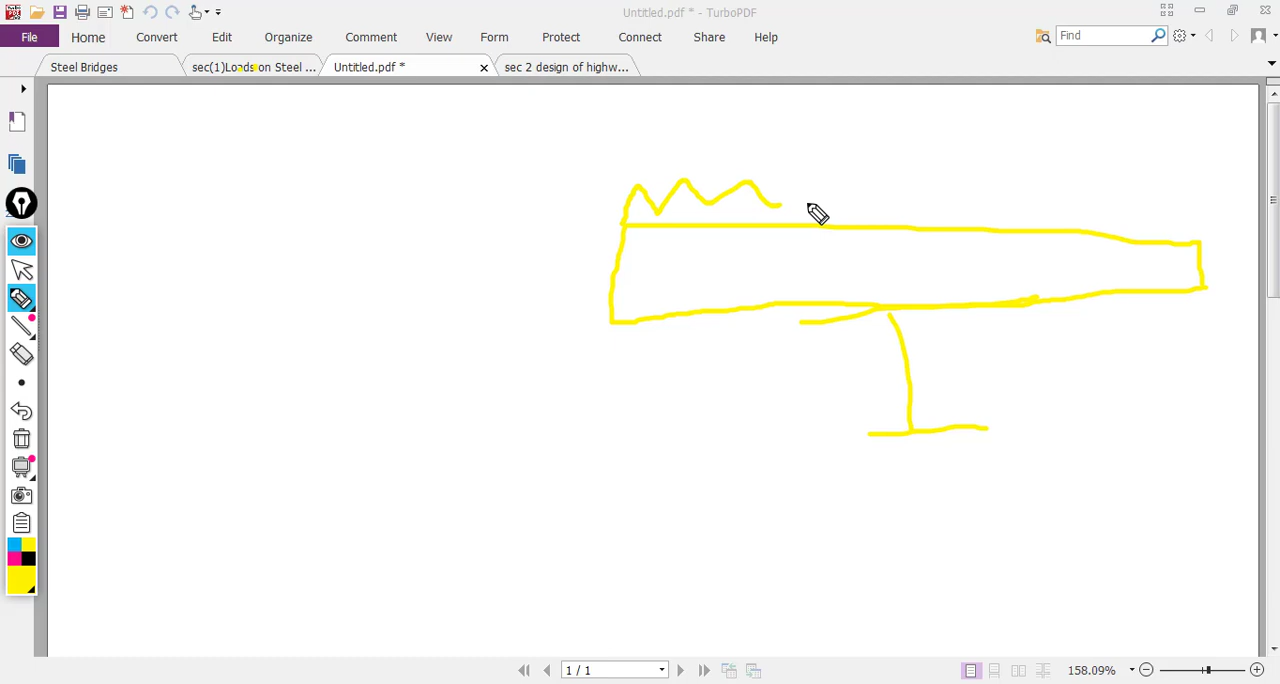 Untitled.pdf * - TurboPDF
File Home Convert Edit Organize Comment View Form Protect Connect Share Help Find
Steel Bridges sec(1)Loads on Steel ... Untitled.pdf * sec 2 design of highw...
1 / 1 158.09%